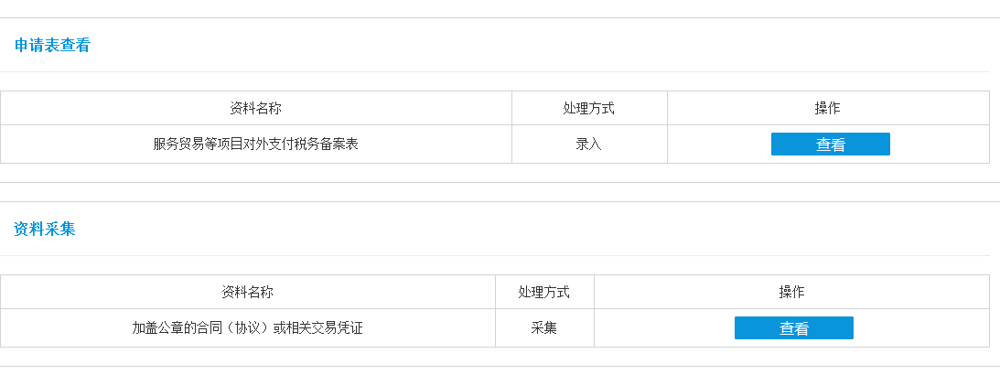 申请表查看
资料名称 处理方式 操作
服务贸易等项目对外支付税务备案表 录入 查看
资料采集
资料名称 处理方式 操作
加盖公章的合同（协议）或相关交易凭证 采集 查看